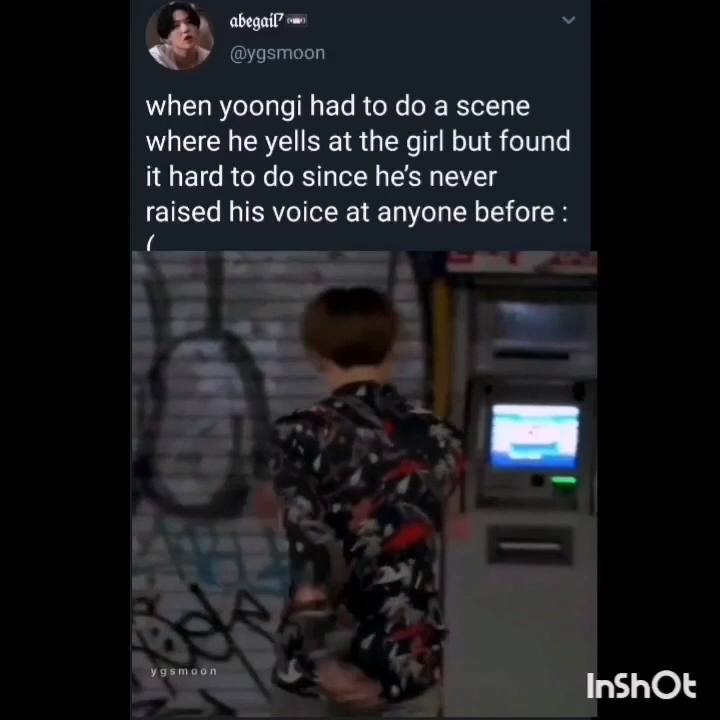 abegail⁷
@ygsmoon
when yoongi had to do a scene
where he yells at the girl but found
it hard to do since he's never
raised his voice at anyone before :
(
ygsmoon
InShOt